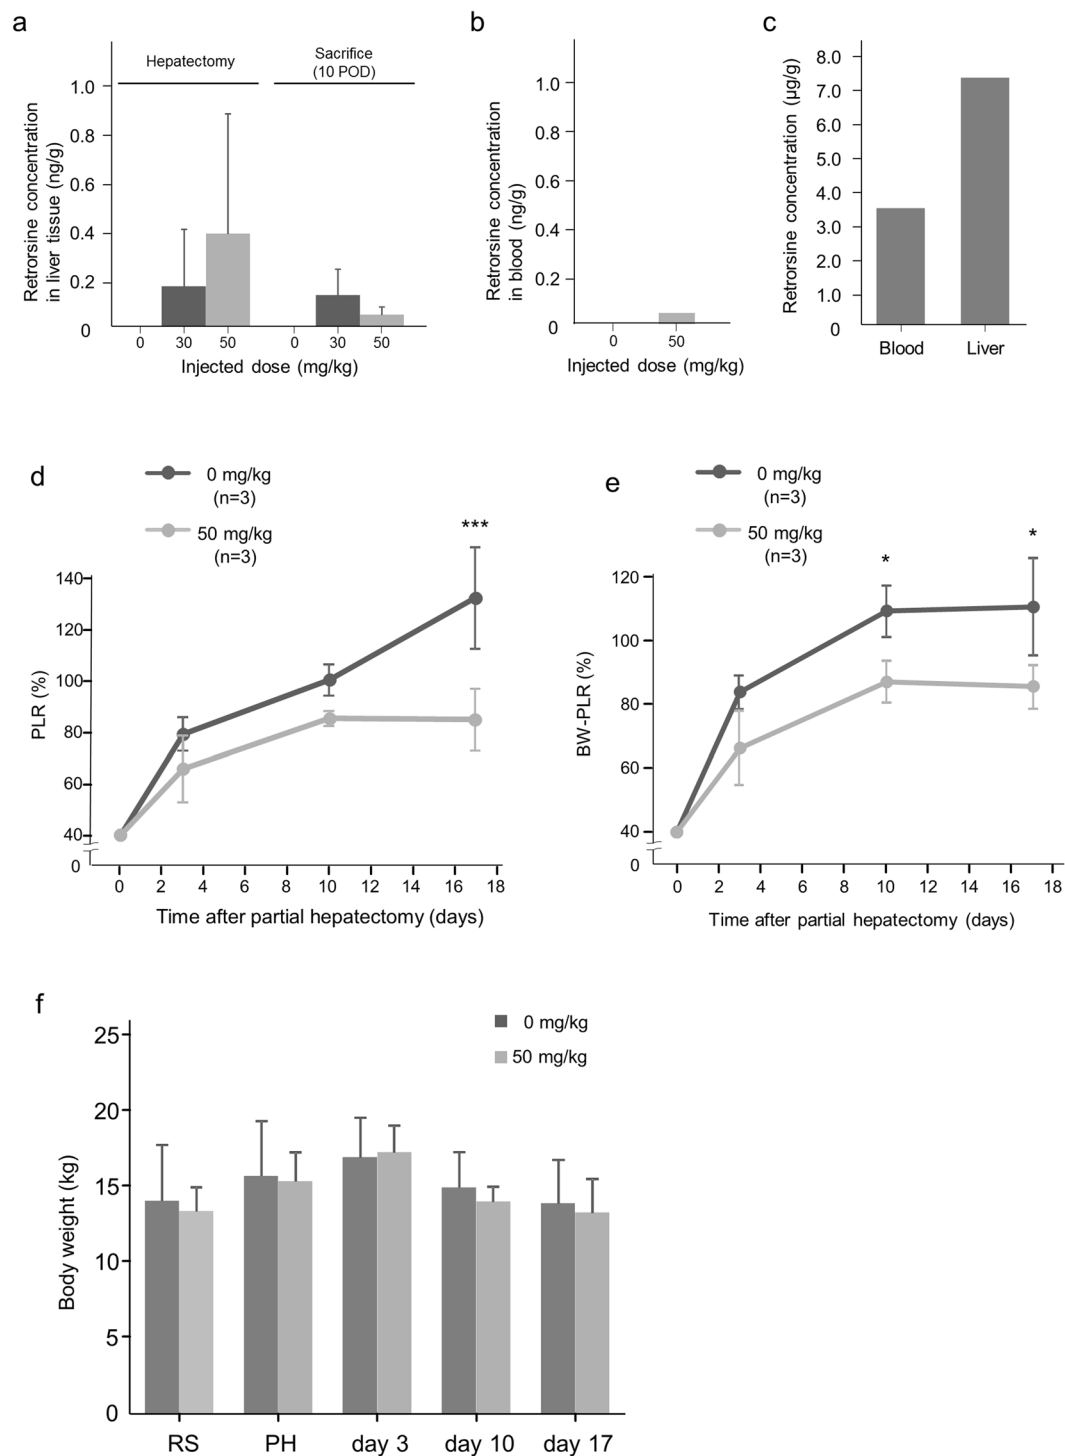 a
Hepatectomy
Sacrifice
(10 POD)
Retrorsine concentration
in liver tissue (ng/g)
1.0
0.8
0.6
0.4
0.2
0
0 30 50 0 30 50
Injected dose (mg/kg)
b
Retrorsine concentration
in blood (ng/g)
1.0
0.8
0.6
0.4
0.2
0
0 50
Injected dose (mg/kg)
c
Retrorsine concentration (μg/g)
8.0
7.0
6.0
5.0
4.0
3.0
2.0
1.0
0
Blood Liver
d
0 mg/kg
(n=3)
50 mg/kg
(n=3)
***
PLR (%)
140
120
100
80
60
40
0
0 2 4 6 8 10 12 14 16 18
Time after partial hepatectomy (days)
e
0 mg/kg
(n=3)
50 mg/kg
(n=3)
*
*
BW-PLR (%)
120
100
80
60
40
0
0 2 4 6 8 10 12 14 16 18
Time after partial hepatectomy (days)
f
0 mg/kg
50 mg/kg
Body weight (kg)
25
20
15
10
5
0
RS PH day 3 day 10 day 17